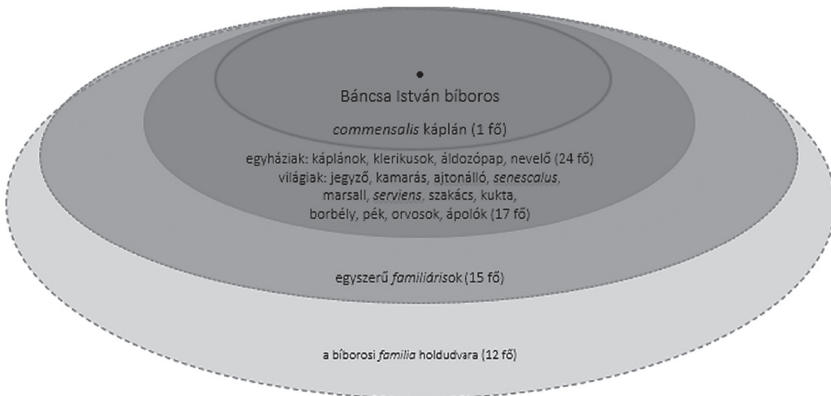 Báncsa István bíboros
commensalis káplán (1 fő)
egyháziak: káplánok, klerikusok, áldozópap, nevelő (24 fő)
világiak: jegyző, kamarás, ajtonálló, senescalus,
marsall, serviens, szakács, kukta,
borbély, pék, orvosok, ápolók (17 fő)
egyszerű familiárisok (15 fő)
a bíborosi familia holdudvara (12 fő)